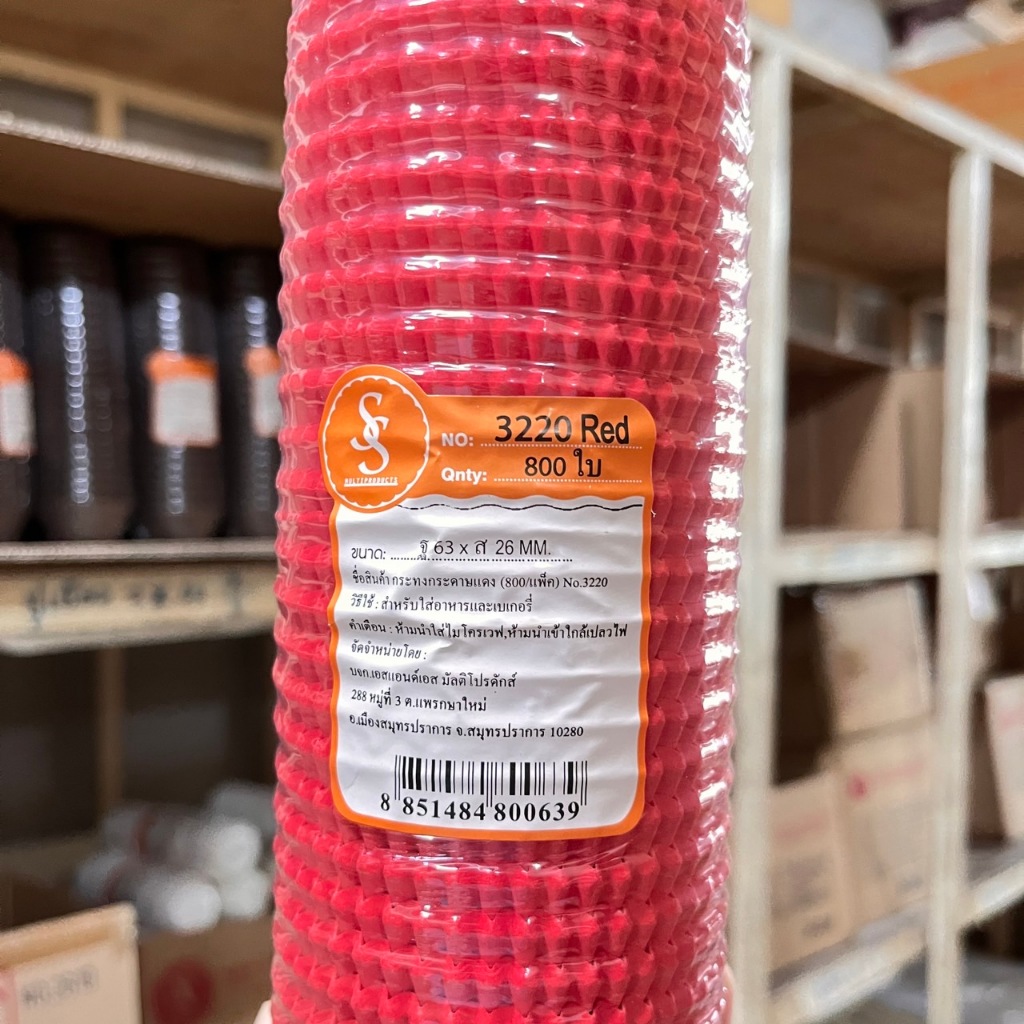 SS
MULTIPRODUCTS
NO: 3220 Red
Qnty: 800 ใบ
ขนาด: ฐ 63 x ส 26 MM.
ชื่อสินค้า กระทงกระดาษแดง (800/แพ็ค) No.3220
วิธีใช้ : สำหรับใส่อาหารและเบเกอรี่
คำเตือน : ห้ามนำใส่ไมโครเวฟ,ห้ามนำเข้าใกล้เปลวไฟ
จัดจำหน่ายโดย :
บจก.เอสแอนด์เอส มัลติโปรดักส์
288 หมู่ที่ 3 ต.แพรกษาใหม่
อ.เมืองสมุทรปราการ จ.สมุทรปราการ 10280
8 851484 800639